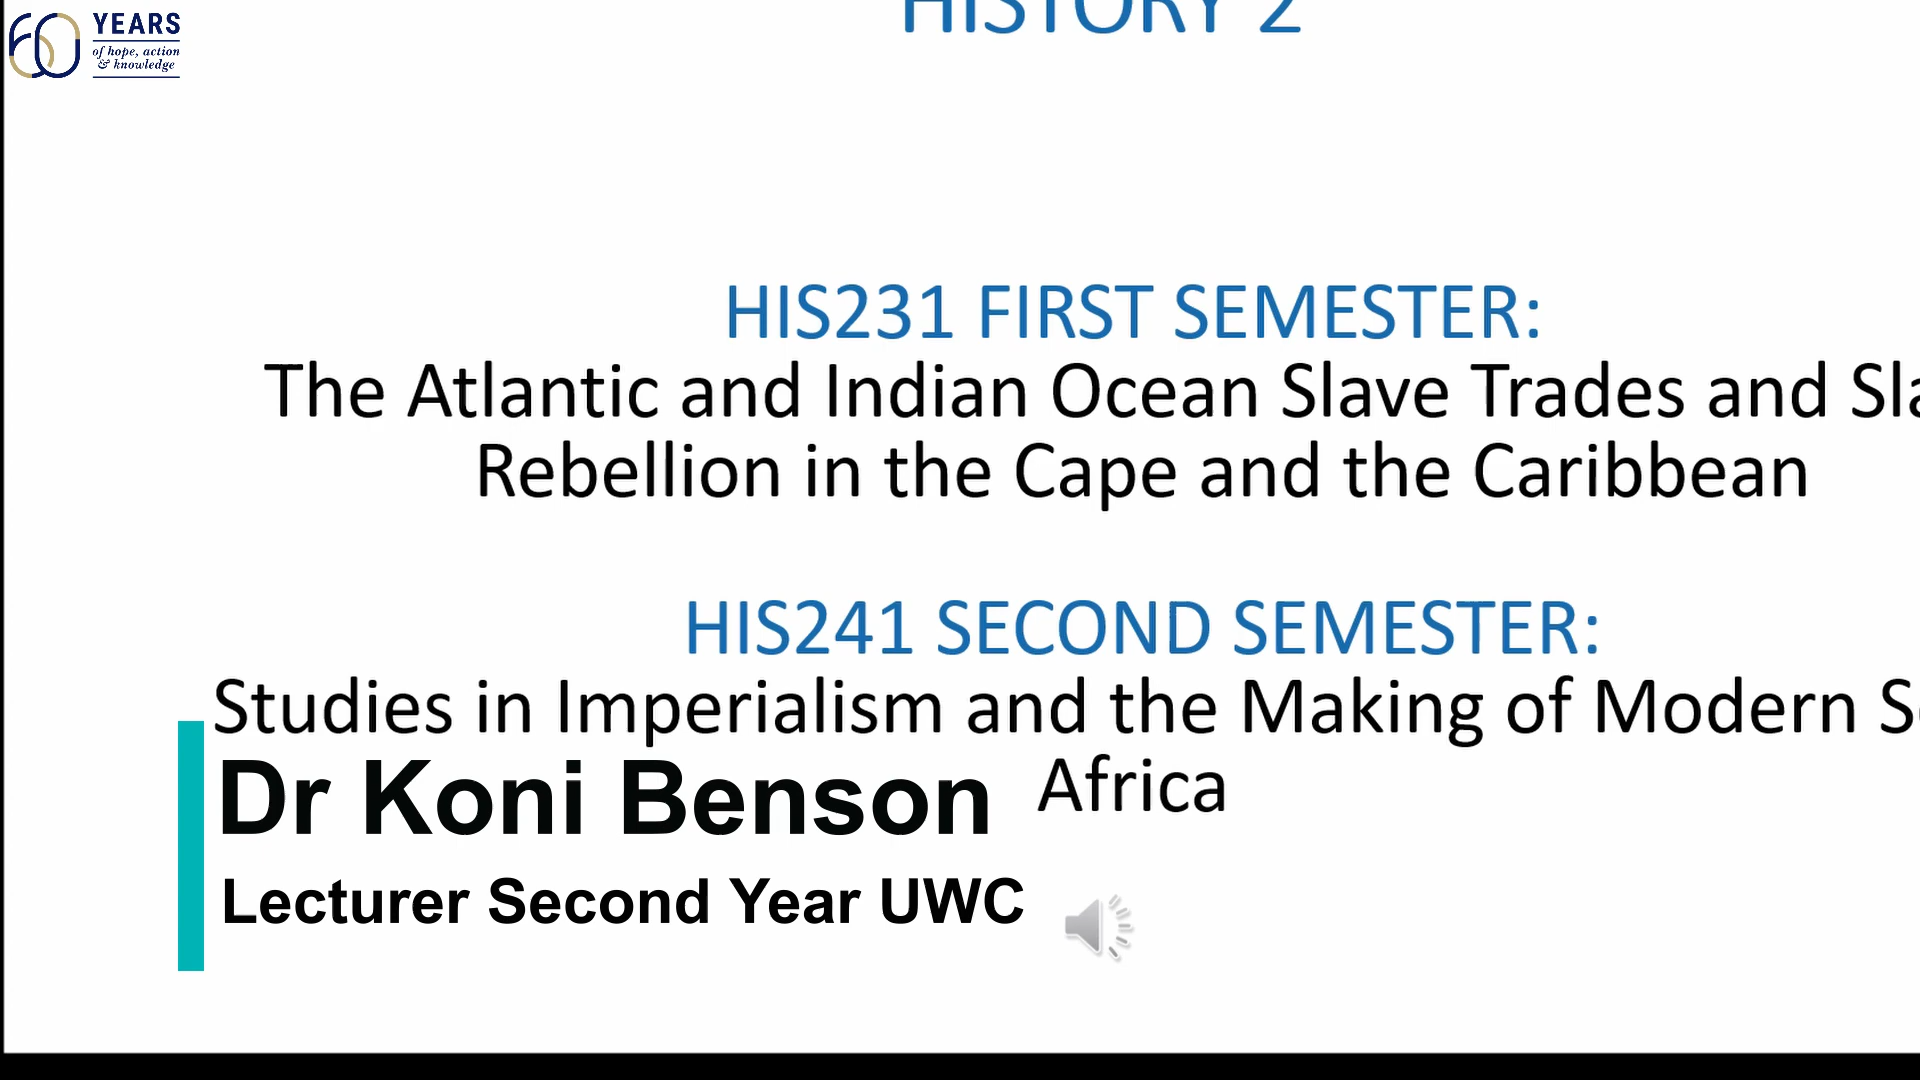 60 YEARS
of hope, action
& knowledge
HISTORY 2
HIS231 FIRST SEMESTER:
The Atlantic and Indian Ocean Slave Trades and Sla
Rebellion in the Cape and the Caribbean
HIS241 SECOND SEMESTER:
Studies in Imperialism and the Making of Modern S
Africa
Dr Koni Benson
Lecturer Second Year UWC